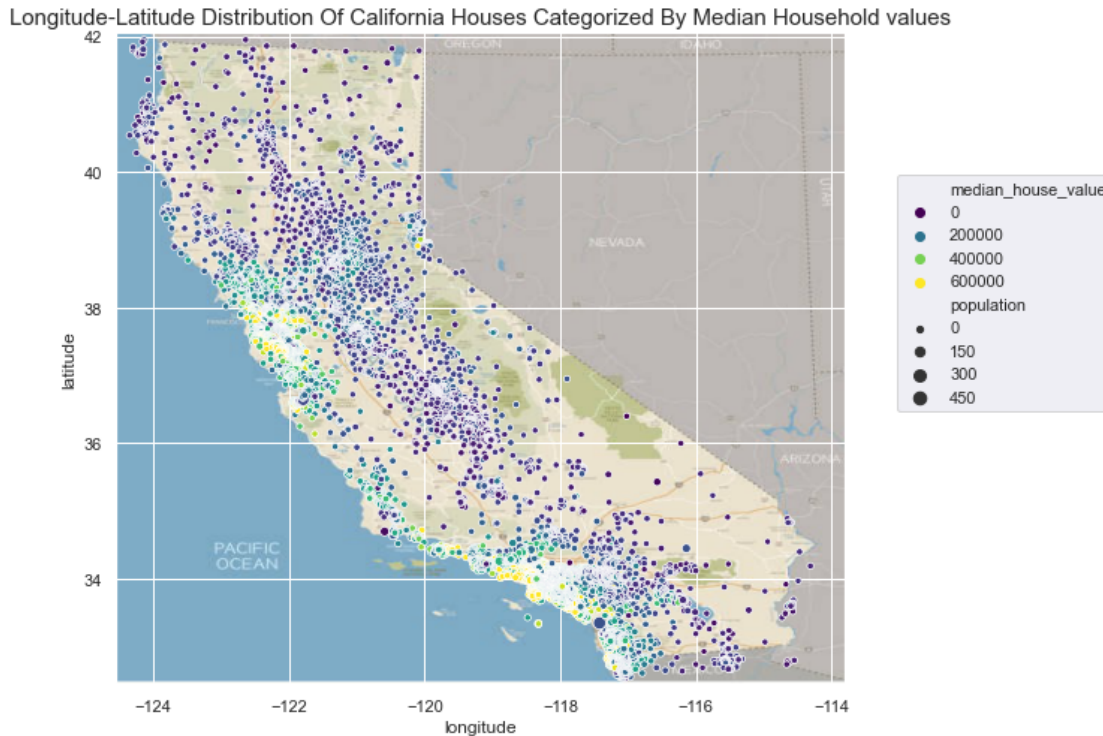 Longitude-Latitude Distribution Of California Houses Categorized By Median Household values
42
40
38
36
34
latitude
OREGON
IDAHO
UTAH
NEVADA
ARIZONA
PACIFIC
OCEAN
−124
−122
−120
−118
−116
−114
longitude
median_house_value
0
200000
400000
600000
population
0
150
300
450